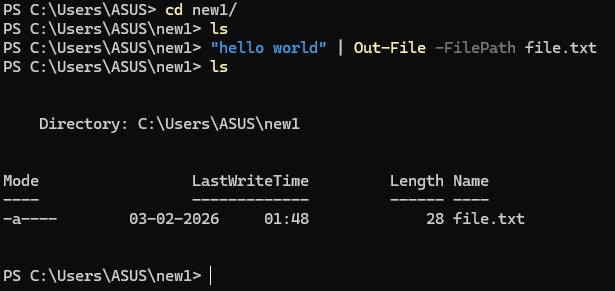 PS C:\Users\ASUS> cd new1/
PS C:\Users\ASUS\new1> ls
PS C:\Users\ASUS\new1> "hello world" | Out-File -FilePath file.txt
PS C:\Users\ASUS\new1> ls
Directory: C:\Users\ASUS\new1
Mode                 LastWriteTime         Length Name
----                 -------------         ------ ----
-a----        03-02-2026     01:48             28 file.txt
PS C:\Users\ASUS\new1>